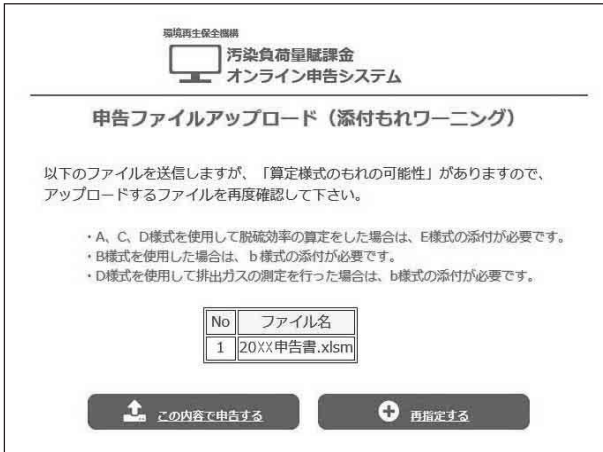 環境再生保全機構
汚染負荷量賦課金
オンライン申告システム
申告ファイルアップロード（添付もれワーニング）
以下のファイルを送信しますが、「算定様式のもれの可能性」がありますので、
アップロードするファイルを再度確認して下さい。
・A、C、D様式を使用して脱硫効率の算定をした場合は、E様式の添付が必要です。
・B様式を使用した場合は、ｂ様式の添付が必要です。
・D様式を使用して排出ガスの測定を行った場合は、b様式の添付が必要です。
No ファイル名
1 20XX申告書.xlsm
この内容で申告する 再指定する